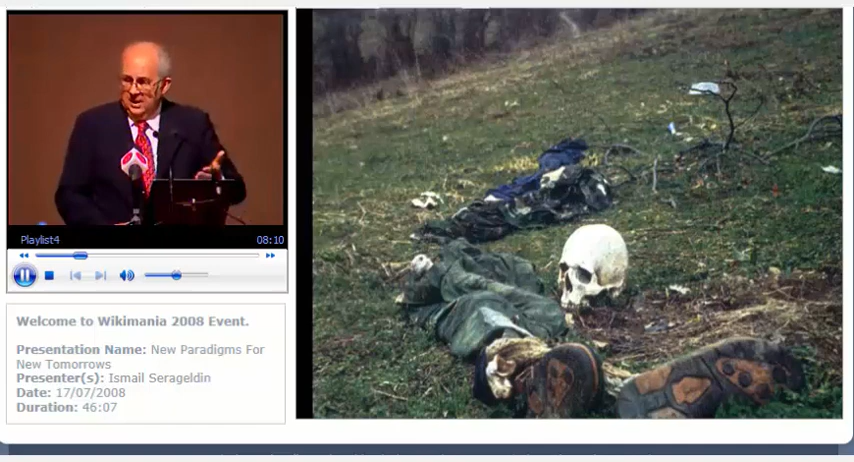 Playlist4 08:10
Welcome to Wikimania 2008 Event.
Presentation Name: New Paradigms For
New Tomorrows
Presenter(s): Ismail Serageldin
Date: 17/07/2008
Duration: 46:07